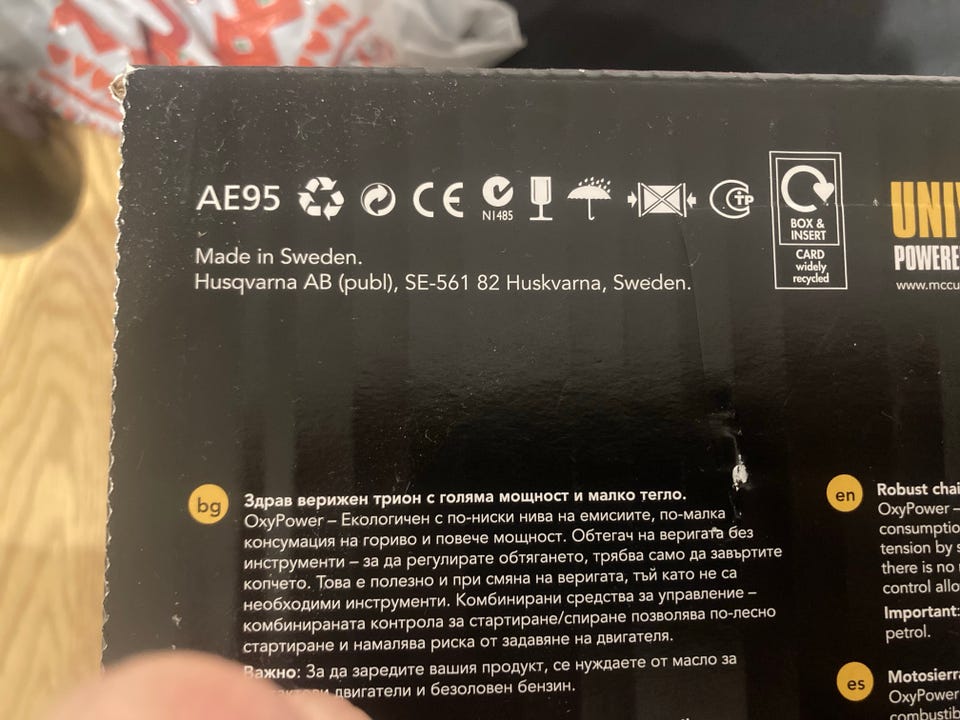 AE95
CE
N1485
BOX &
INSERT
CARD
widely
recycled
UNI
POWERE
www.mccu
Made in Sweden.
Husqvarna AB (publ), SE-561 82 Huskvarna, Sweden.
bg
Здрав верижен трион с голяма мощност и малко тегло.
OxyPower – Екологичен с по-ниски нива на емисиите, по-малка
консумация на гориво и повече мощност. Обтегач на веригата без
инструменти – за да регулирате обтягането, трябва само да завъртите
копчето. Това е полезно и при смяна на веригата, тъй като не са
необходими инструменти. Комбинирани средства за управление –
комбинираната контрола за стартиране/спиране позволява по-лесно
стартиране и намалява риска от задавяне на двигателя.
Важно: За да заредите вашия продукт, се нуждаете от масло за
двигатели и безоловен бензин.
en
Robust chai
OxyPower –
consumptio
tension by s
there is no
control allo
Important:
petrol.
es
Motosierra
OxyPower
combustib